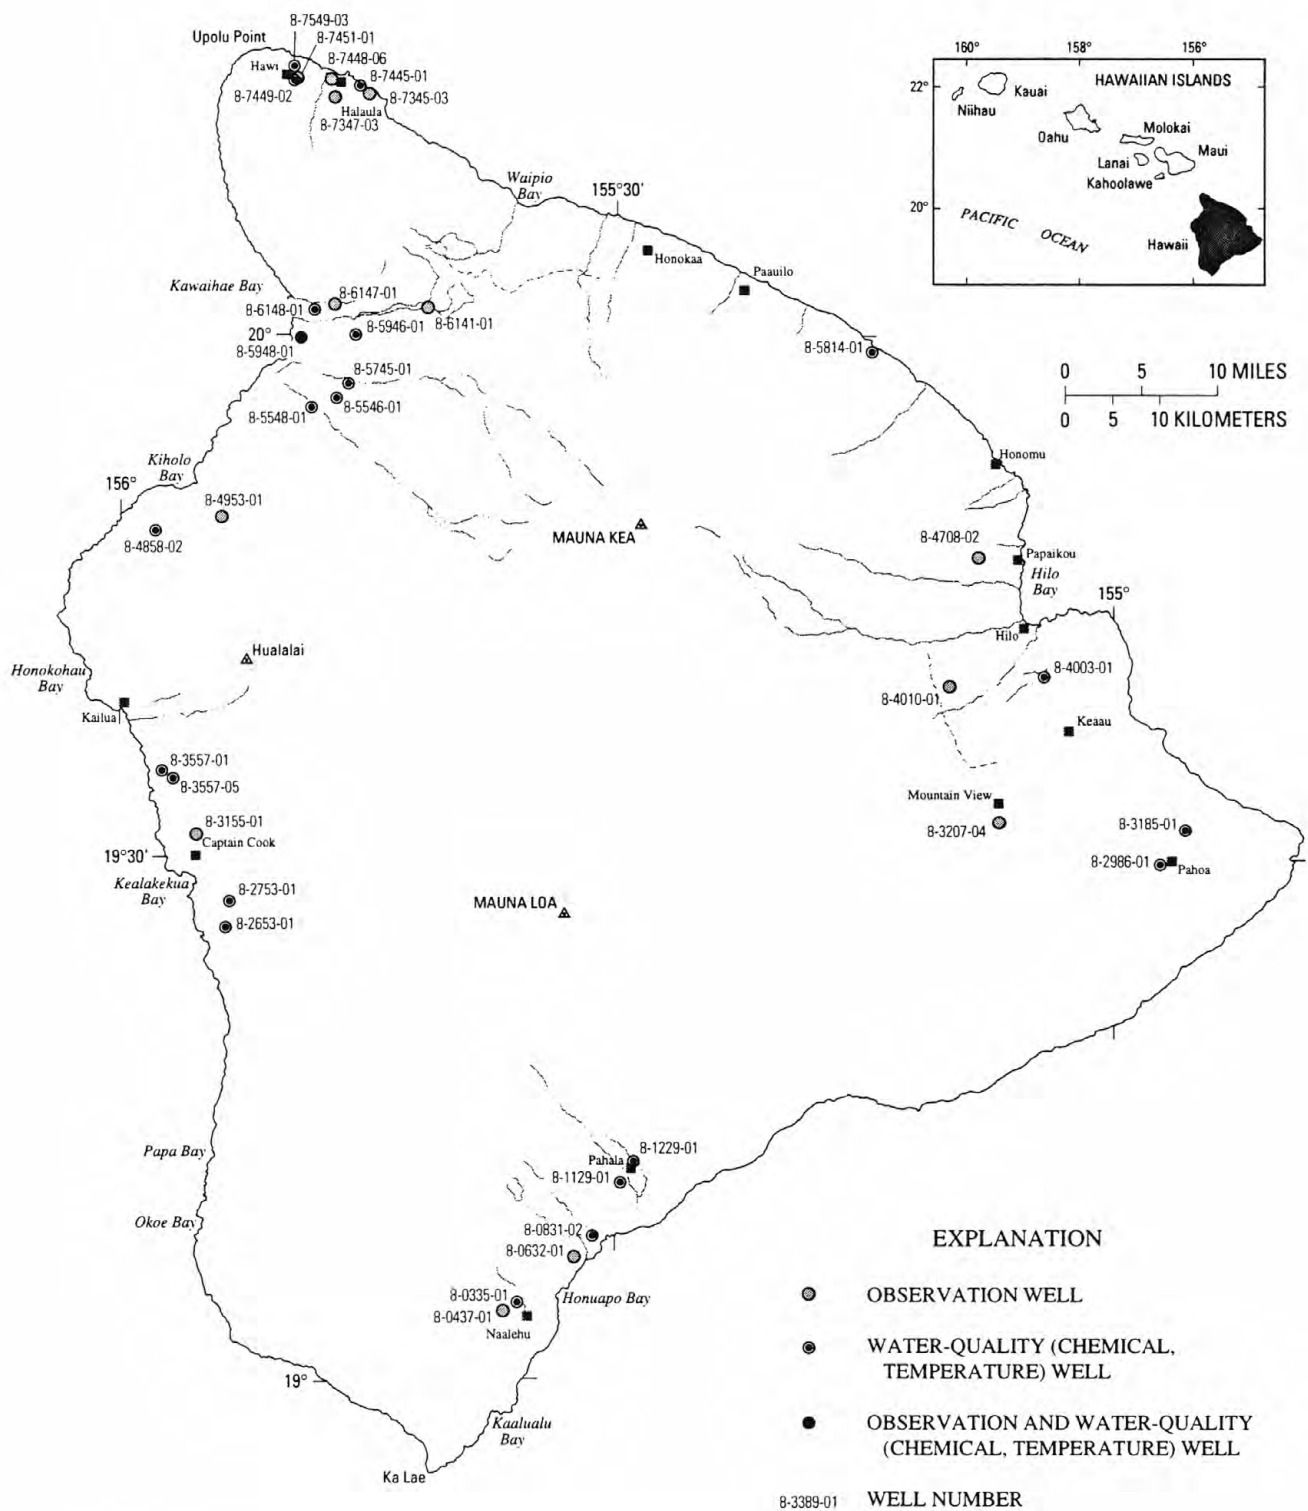 8-7549-03
Upolu Point
8-7451-01
8-7448-06
Hawi
8-7445-01
8-7449-02
8-7345-03
Halaula
8-7347-03
160°
158°
156°
HAWAIIAN ISLANDS
22°
Kauai
Niihau
Oahu
Molokai
Maui
Lanai
Kahoolawe
20°
PACIFIC OCEAN
Hawaii
Waipio
Bay
155°30'
Honokaa
Paauilo
Kawaihae Bay
8-6147-01
8-6148-01
8-6141-01
20°
8-5946-01
8-5948-01
8-5814-01
8-5745-01
8-5546-01
8-5548-01
0 5 10 MILES
0 5 10 KILOMETERS
Kiholo
Bay
Honomu
156°
8-4953-01
8-4858-02
MAUNA KEA
8-4708-02
Papaikou
Hilo
Bay
155°
Hilo
Hualalai
Honokohau
Bay
8-4003-01
8-4010-01
Kailua
Keaau
8-3557-01
8-3557-05
Mountain View
8-3207-04
8-3155-01
Captain Cook
8-3185-01
19°30'
8-2986-01
Pahoa
Kealakekua
Bay
8-2753-01
8-2653-01
MAUNA LOA
Papa Bay
8-1229-01
Pahala
8-1129-01
Okoe Bay
8-0831-02
8-0632-01
Honuapo Bay
8-0335-01
8-0437-01
Naalehu
19°
Kaalualu
Bay
Ka Lae
EXPLANATION
OBSERVATION WELL
WATER-QUALITY (CHEMICAL,
TEMPERATURE) WELL
OBSERVATION AND WATER-QUALITY
(CHEMICAL, TEMPERATURE) WELL
8-3389-01 WELL NUMBER